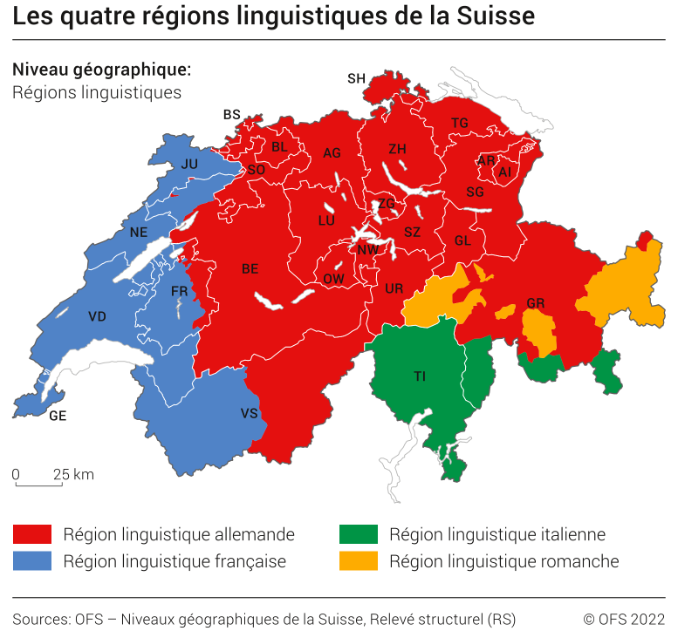 Les quatre régions linguistiques de la Suisse
Niveau géographique:
Régions linguistiques
SH
BS
TG
BL
AG
ZH
JU
SO
AR
AI
SG
ZG
LU
NE
SZ
GL
NW
BE
OW
FR
UR
GR
VD
TI
VS
GE
0 25 km
Région linguistique allemande
Région linguistique italienne
Région linguistique française
Région linguistique romanche
Sources: OFS – Niveaux géographiques de la Suisse, Relevé structurel (RS)
© OFS 2022